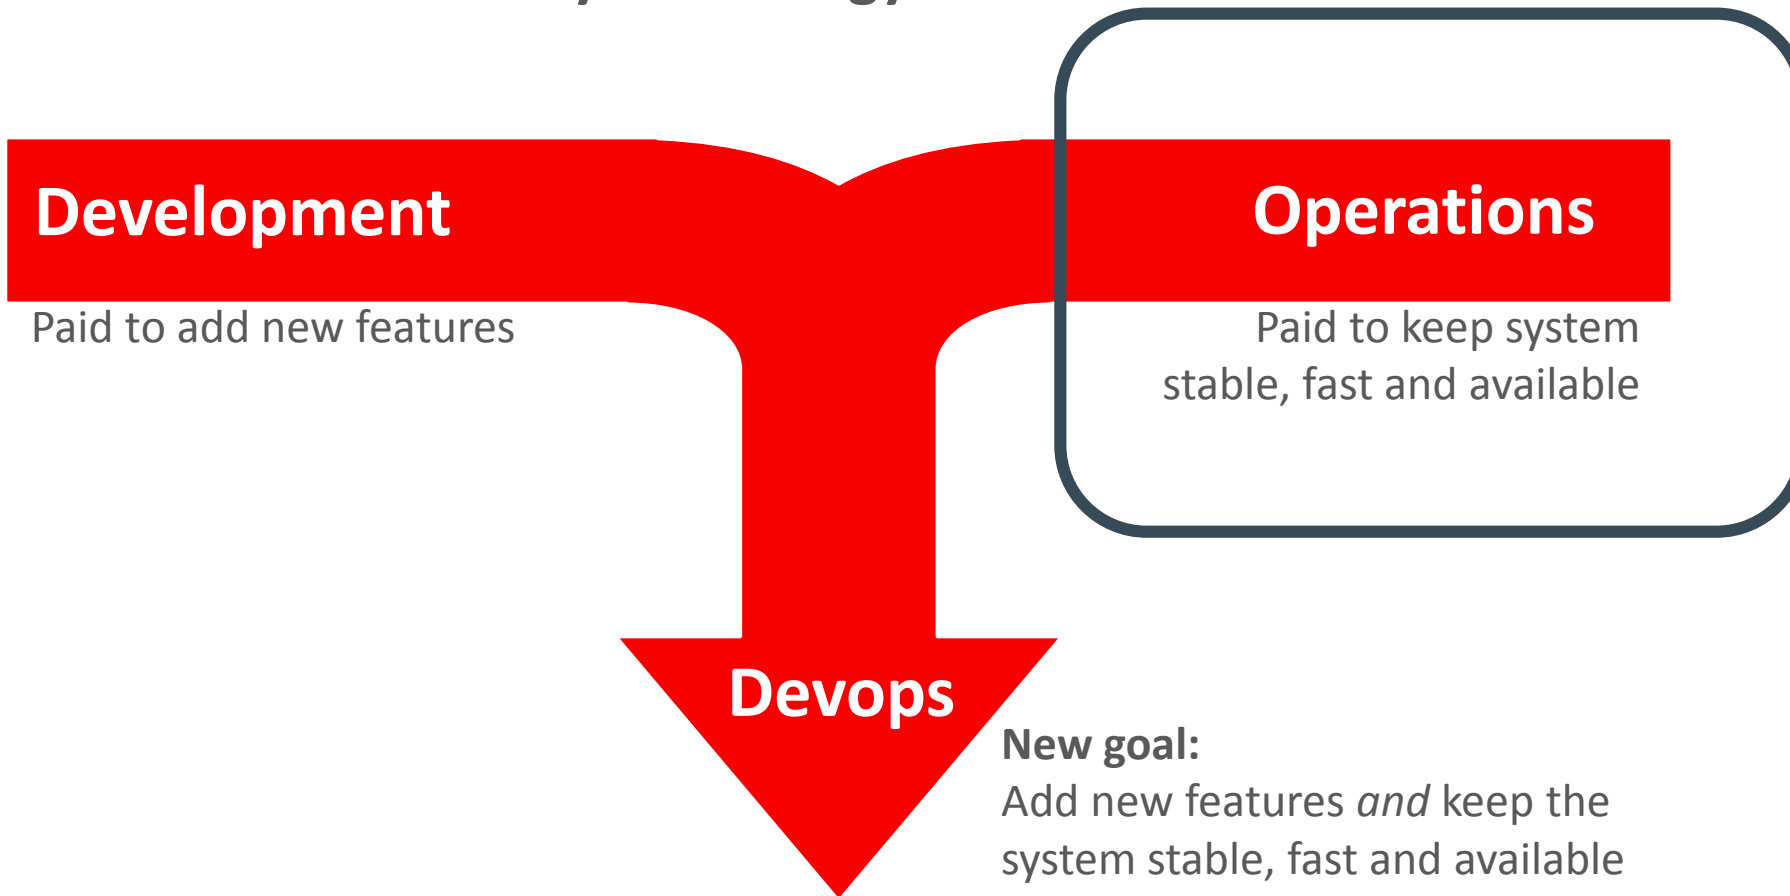 Development
Operations
Paid to add new features
Paid to keep system
stable, fast and available
Devops
New goal:
Add new features and keep the
system stable, fast and available